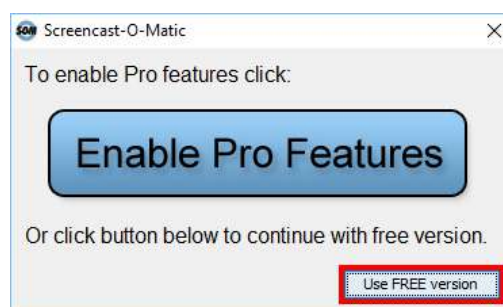 SOM Screencast-O-Matic
To enable Pro features click:
Enable Pro Features
Or click button below to continue with free version.
Use FREE version